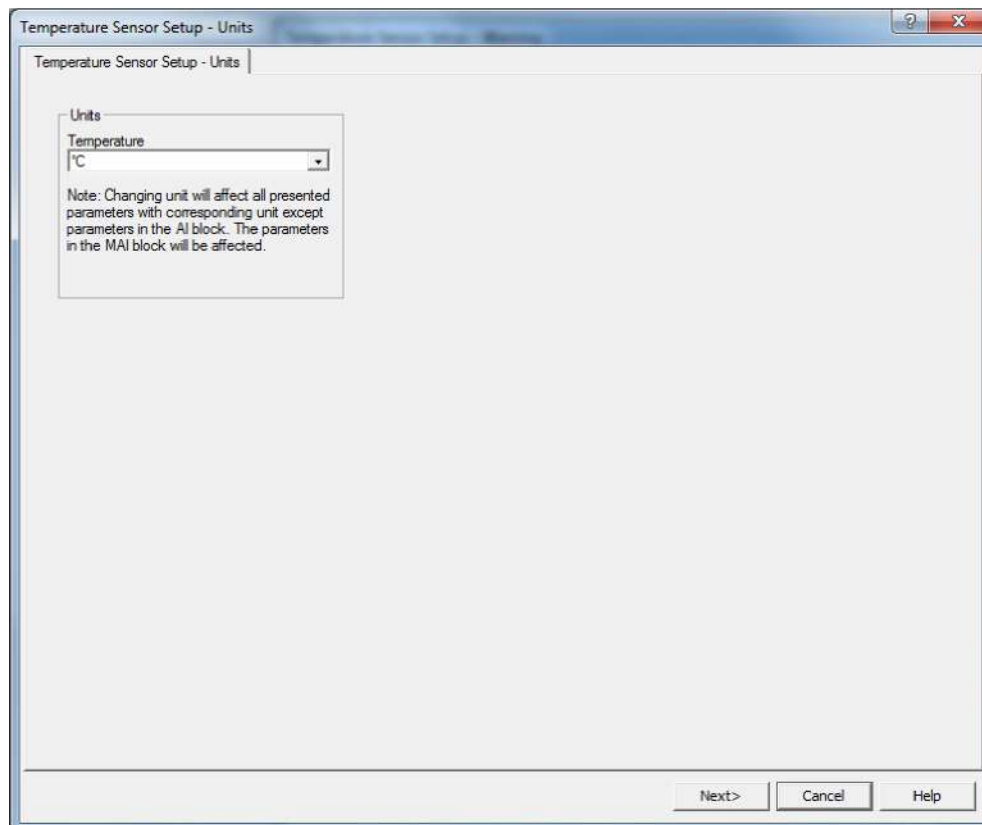 Temperature Sensor Setup - Units
Temperature Sensor Setup - Units
Units
Temperature
°C
Note: Changing unit will affect all presented
parameters with corresponding unit except
parameters in the AI block. The parameters
in the MAI block will be affected.
Next>
Cancel
Help